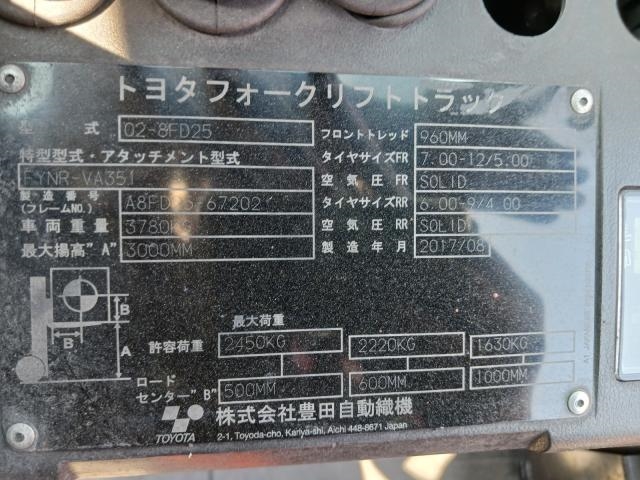 トヨタフォークリフトトラック
型式 02-8FD25 フロントトレッド 960MM
特型型式・アタッチメント型式 タイヤサイズFR 7.00-12/5.00
FYNR-VA351 空気圧FR SOLID
製造番号 (フレームNO.) 67202 タイヤサイズRR 6.00-9/4.00
車両重量 空気圧RR SOLID
最大揚高"A" 3000MM 製造年月 2017/08
B
B
A
最大荷重
許容荷重 2450KG 2220KG 1630KG
ロードセンター"B" 500MM 600MM 1000MM
TOYOTA 株式会社豊田自動織機
2-1, Toyoda-cho, Kariya-shi, Aichi 448-8671 Japan